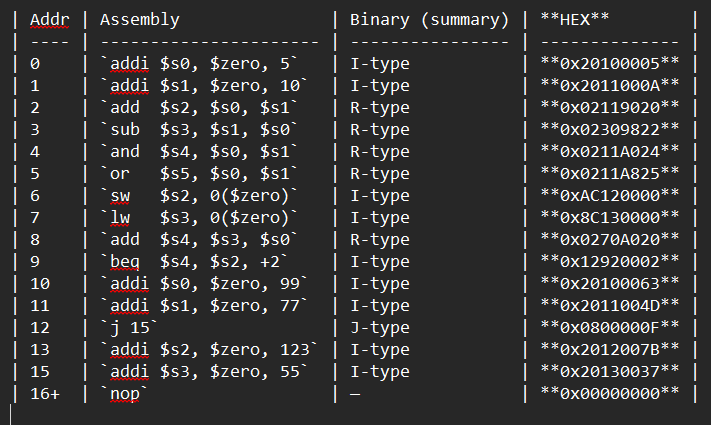 | Addr | Assembly | Binary (summary) | **HEX** |
| ---- | ---------------------- | ---------------- | -------------- |
| 0 | `addi $s0, $zero, 5` | I-type | **0x20100005** |
| 1 | `addi $s1, $zero, 10` | I-type | **0x2011000A** |
| 2 | `add $s2, $s0, $s1` | R-type | **0x02119020** |
| 3 | `sub $s3, $s1, $s0` | R-type | **0x02309822** |
| 4 | `and $s4, $s0, $s1` | R-type | **0x0211A024** |
| 5 | `or $s5, $s0, $s1` | R-type | **0x0211A825** |
| 6 | `sw $s2, 0($zero)` | I-type | **0xAC120000** |
| 7 | `lw $s3, 0($zero)` | I-type | **0x8C130000** |
| 8 | `add $s4, $s3, $s0` | R-type | **0x0270A020** |
| 9 | `beq $s4, $s2, +2` | I-type | **0x12920002** |
| 10 | `addi $s0, $zero, 99` | I-type | **0x20100063** |
| 11 | `addi $s1, $zero, 77` | I-type | **0x2011004D** |
| 12 | `j 15` | J-type | **0x0800000F** |
| 13 | `addi $s2, $zero, 123` | I-type | **0x2012007B** |
| 15 | `addi $s3, $zero, 55` | I-type | **0x20130037** |
| 16+ | `nop` | — | **0x00000000** |